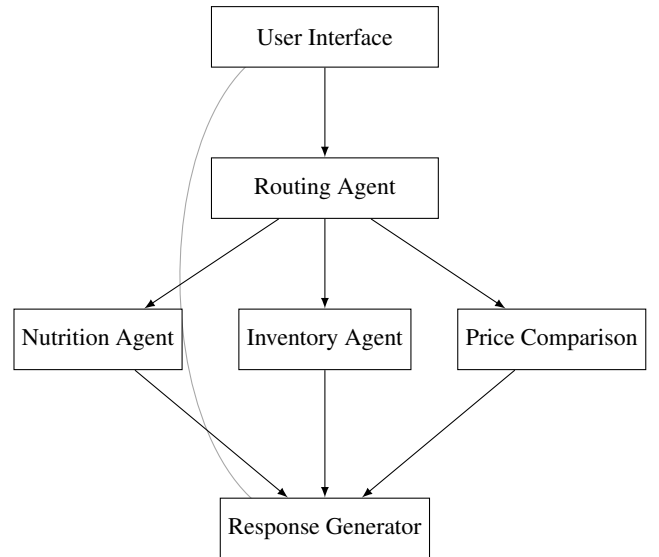 User Interface
Routing Agent
Nutrition Agent
Inventory Agent
Price Comparison
Response Generator